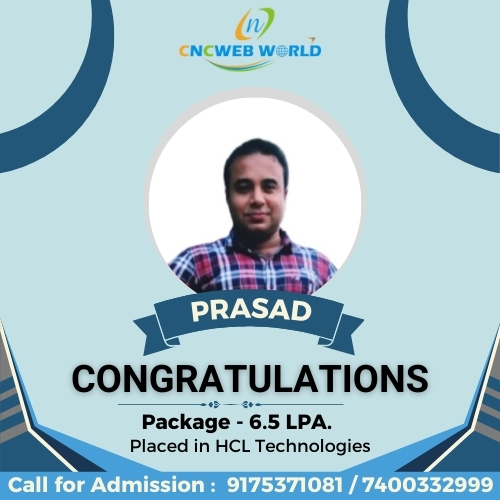 n
CNCWEB WORLD
PRASAD
CONGRATULATIONS
Package - 6.5 LPA.
Placed in HCL Technologies
Call for Admission : 9175371081 / 7400332999